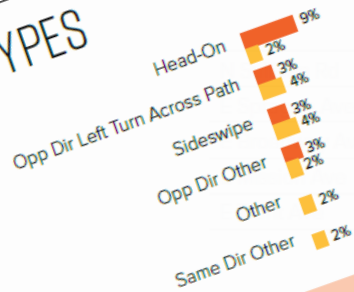 YPES
Head-On 9%
2%
Opp Dir Left Turn Across Path 3%
4%
Sideswipe 3%
4%
Opp Dir Other 3%
2%
Other 2%
Same Dir Other 2%